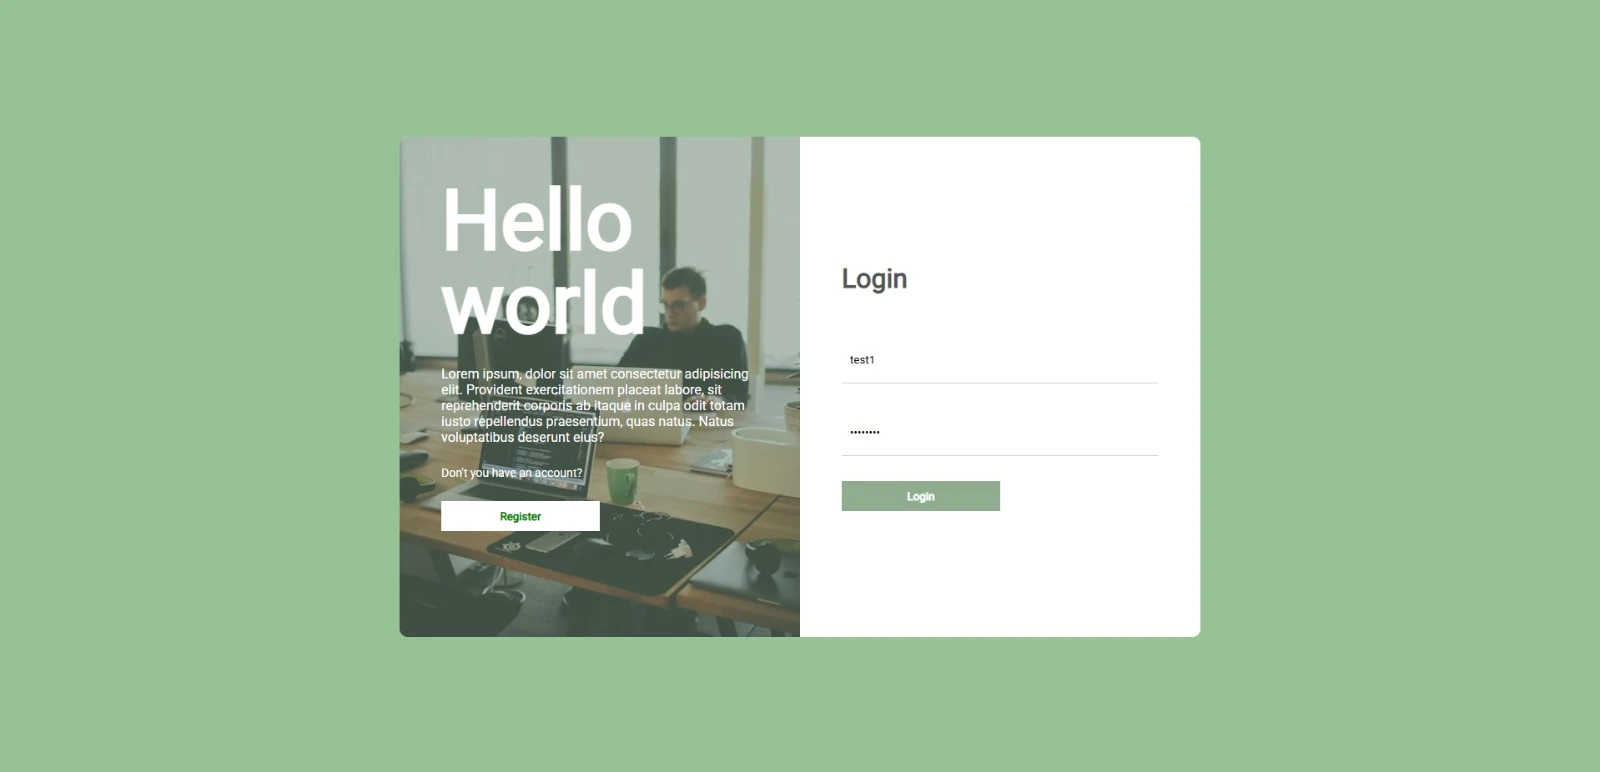 Hello
world
Lorem ipsum, dolor sit amet consectetur adipisicing
elit. Provident exercitationem placeat labore, sit
reprehenderit corporis ab itaque in culpa odit totam
iusto repellendus praesentium, quas natus. Natus
voluptatibus deserunt eius?
Don't you have an account?
Register
Login
test1
••••••••
Login